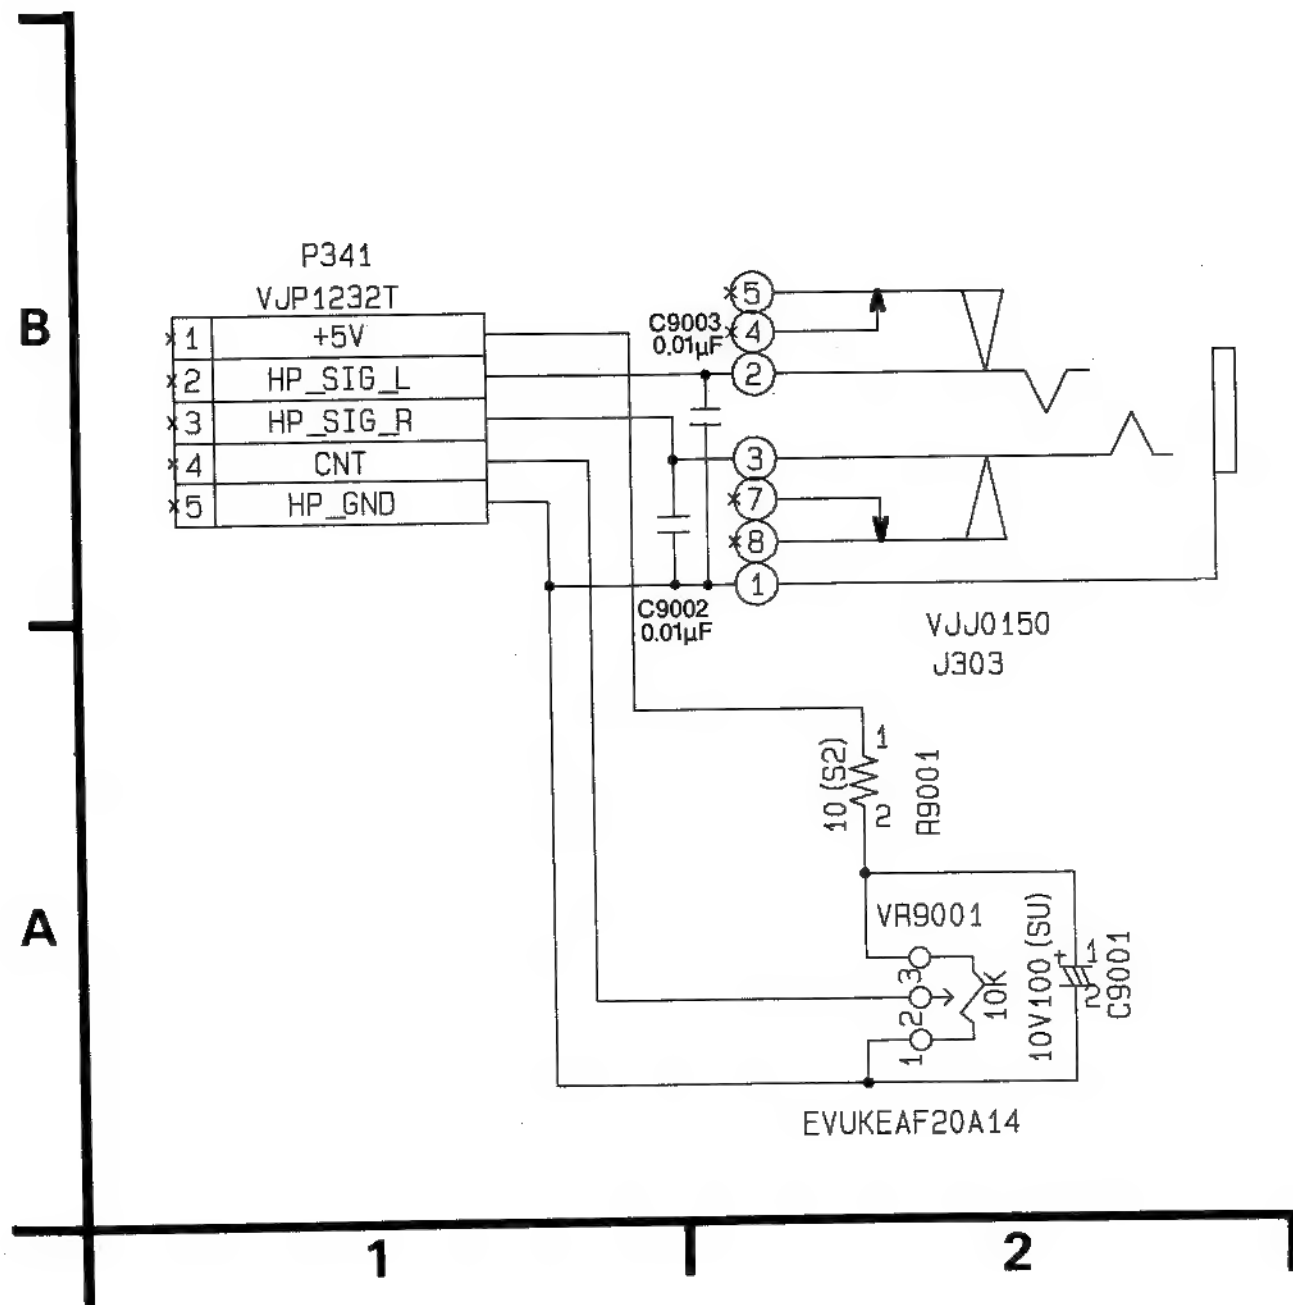 B
P341
VJP1232T
×1 +5V
×2 HP_SIG_L
×3 HP_SIG_R
×4 CNT
×5 HP_GND
C9003
0.01µF
×5
×4
2
3
×7
×8
1
C9002
0.01µF
VJJ0150
J303
10 (S2)
1
2
R9001
A
VR9001
3
2
1
10K
10V100 (SU)
+
1
2
C9001
EVUKEAF20A14
1
2